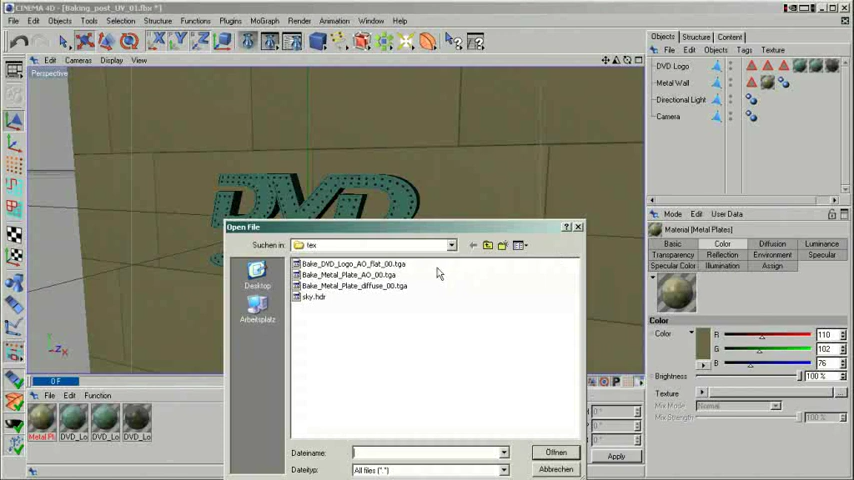 CINEMA 4D - [Baking_post_UV_01.fbx *]
File Edit Objects Tools Selection Structure Functions Plugins MoGraph Render Animation Window Help
Edit Cameras Display View
Perspective
Objects Structure Content
File Edit Objects Tags Texture
DVD Logo
Metal Wall
Directional Light
Camera
Open File
Suchen in: tex
Bake_DVD_Logo_AO_flat_00.tga
Bake_Metal_Plate_AO_00.tga
Bake_Metal_Plate_diffuse_00.tga
sky.hdr
Desktop
Arbeitsplatz
Dateiname: Öffnen
Dateityp: All files (*.*) Abbrechen
Mode Edit User Data
Material [Metal Plates]
Basic Color Diffusion Luminance
Transparency Reflection Environment Specular
Specular Color Illumination Assign
Color
Color R 110
G 102
B 76
Brightness 100 %
Texture
Mix Mode Normal
Mix Strength 100 %
0 F
File Edit Function
Metal Pl DVD_Lo DVD_Lo DVD_Lo
0 °
0 °
0 °
Apply
X Y Z